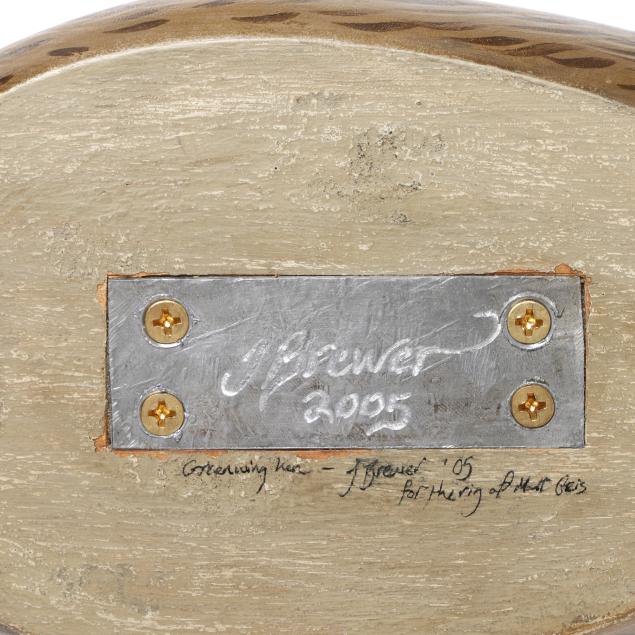 J Brewer
2005
Greenwing hen - J Brewer '05
for the rig of Matt Geis